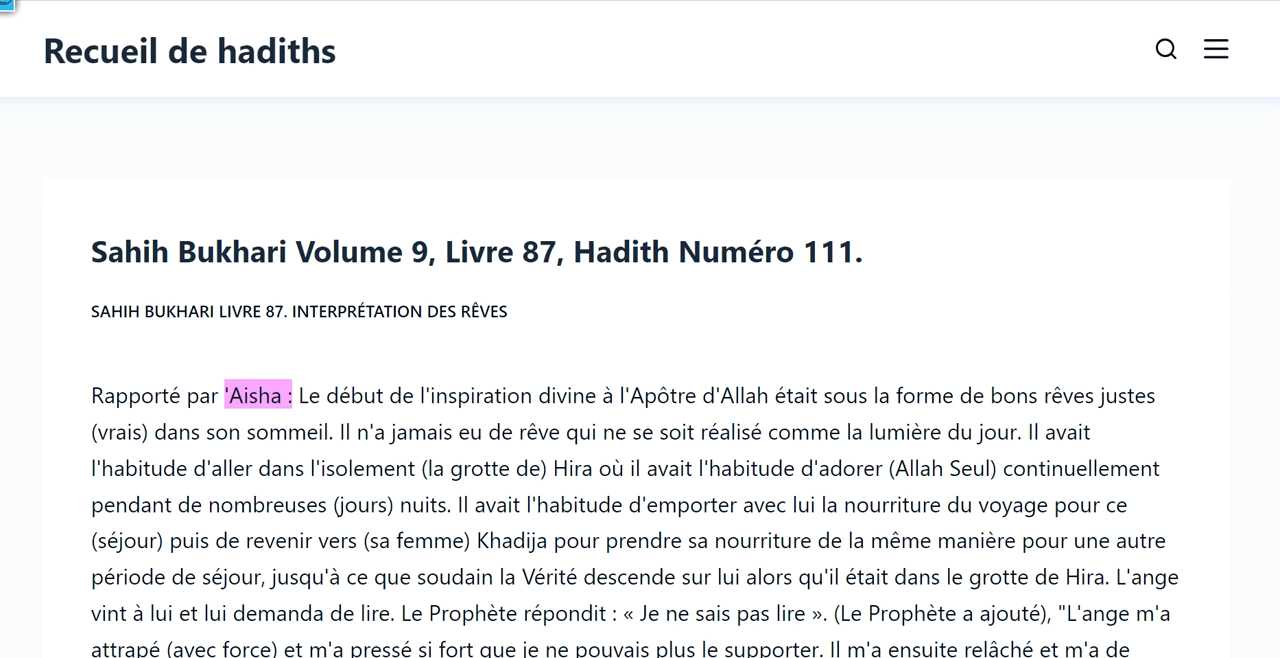 Recueil de hadiths
Sahih Bukhari Volume 9, Livre 87, Hadith Numéro 111.
SAHIH BUKHARI LIVRE 87. INTERPRÉTATION DES RÊVES
Rapporté par 'Aisha : Le début de l'inspiration divine à l'Apôtre d'Allah était sous la forme de bons rêves justes
(vrais) dans son sommeil. Il n'a jamais eu de rêve qui ne se soit réalisé comme la lumière du jour. Il avait
l'habitude d'aller dans l'isolement (la grotte de) Hira où il avait l'habitude d'adorer (Allah Seul) continuellement
pendant de nombreuses (jours) nuits. Il avait l'habitude d'emporter avec lui la nourriture du voyage pour ce
(séjour) puis de revenir vers (sa femme) Khadija pour prendre sa nourriture de la même manière pour une autre
période de séjour, jusqu'à ce que soudain la Vérité descende sur lui alors qu'il était dans le grotte de Hira. L'ange
vint à lui et lui demanda de lire. Le Prophète répondit : « Je ne sais pas lire ». (Le Prophète a ajouté), "L'ange m'a
attrapé (avec force) et m'a pressé si fort que je ne pouvais plus le supporter. Il m'a ensuite relâché et m'a de